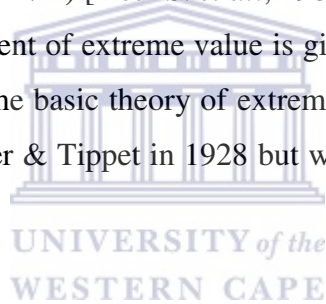 ent of extreme value is gi
he basic theory of extrem
er & Tippet in 1928 but w
UNIVERSITY of the
WESTERN CAPE